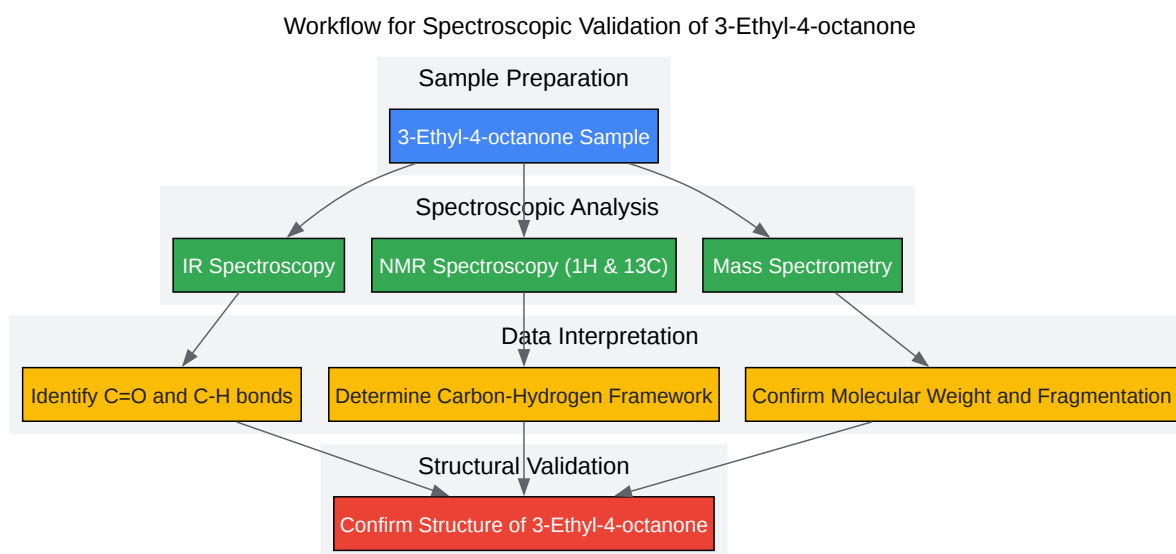 Workflow for Spectroscopic Validation of 3-Ethyl-4-octanone
Sample Preparation
3-Ethyl-4-octanone Sample
Spectroscopic Analysis
IR Spectroscopy
NMR Spectroscopy (1H & 13C)
Mass Spectrometry
Data Interpretation
Identify C=O and C-H bonds
Determine Carbon-Hydrogen Framework
Confirm Molecular Weight and Fragmentation
Structural Validation
Confirm Structure of 3-Ethyl-4-octanone